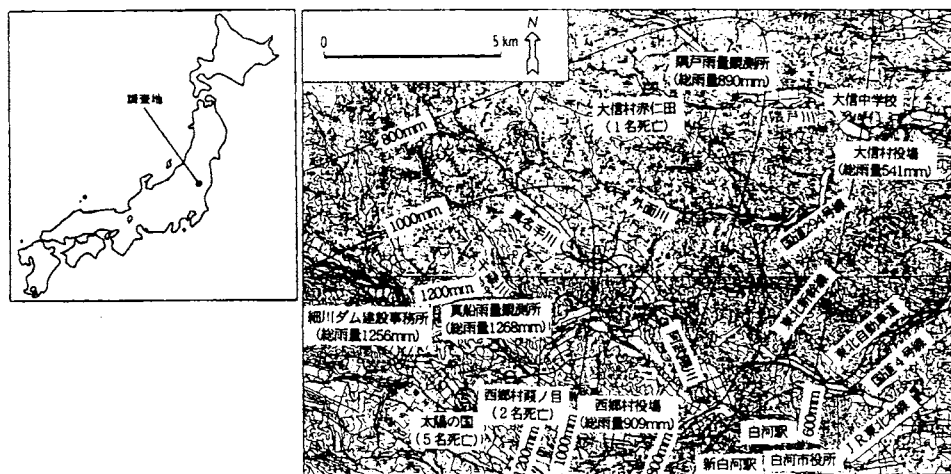 調査地
0
5 km
N
隅戸雨量観測所
(総雨量890mm)
大信中学校
大信村赤仁田
(1名死亡)
隈戸川
800mm
大信村役場
(総雨量541mm)
外面川
国道294号線
真名子川
1000mm
1200mm
東北新幹線
東北自動車道
国道4号線
真船雨量観測所
(総雨量1268mm)
細川ダム建設事務所
(総雨量1256mm)
阿武隈川
西郷村葭ノ目
(2名死亡)
西郷村役場
(総雨量909mm)
太陽の国
(5名死亡)
1200mm
1000mm
白河駅
600mm
JR東北本線
新白河駅
白河市役所